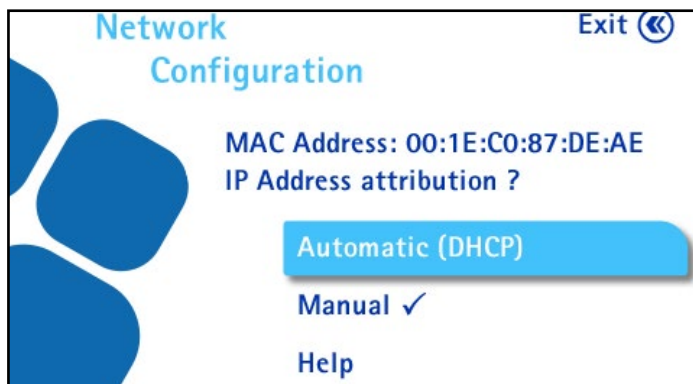 Network
Configuration
Exit
MAC Address: 00:1E:C0:87:DE:AE
IP Address attribution ?
Automatic (DHCP)
Manual ✓
Help